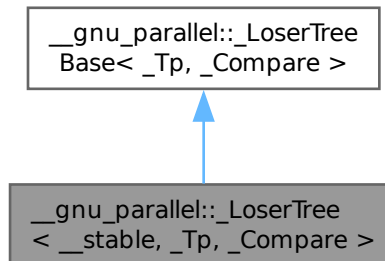 __gnu_parallel::_LoserTree
Base< _Tp, _Compare >
__gnu_parallel::_LoserTree
< __stable, _Tp, _Compare >